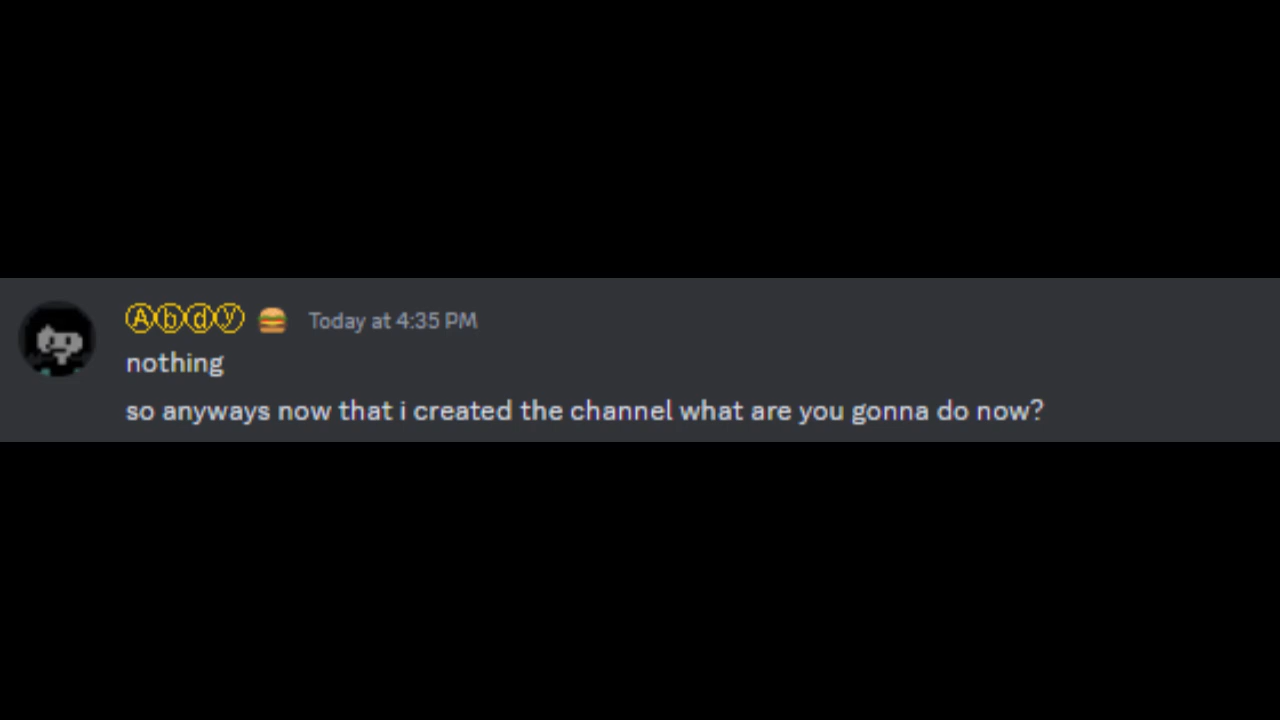 Ⓐⓑⓓⓨ 🍔 Today at 4:35 PM
nothing
so anyways now that i created the channel what are you gonna do now?